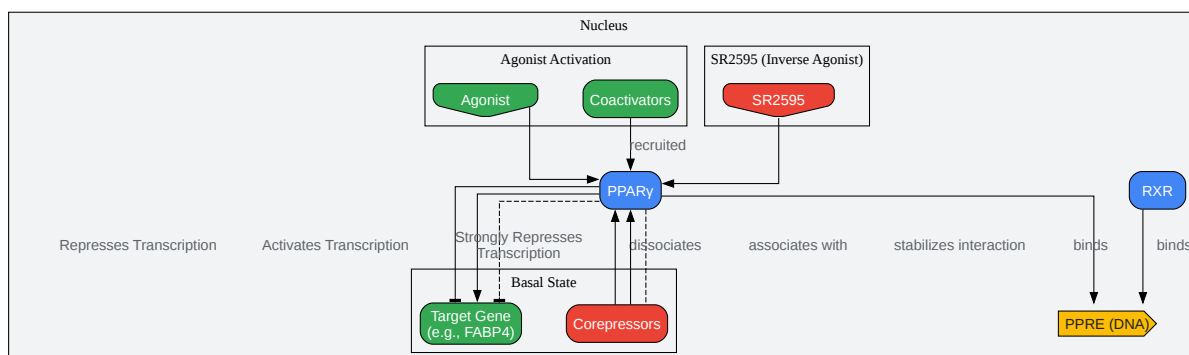 Nucleus
Agonist Activation
SR2595 (Inverse Agonist)
Agonist
Coactivators
SR2595
recruited
PPARγ
RXR
Represses Transcription
Activates Transcription
Strongly Represses
Transcription
dissociates
associates with
stabilizes interaction
binds
binds
Basal State
Target Gene
(e.g., FABP4)
Corepressors
PPRE (DNA)